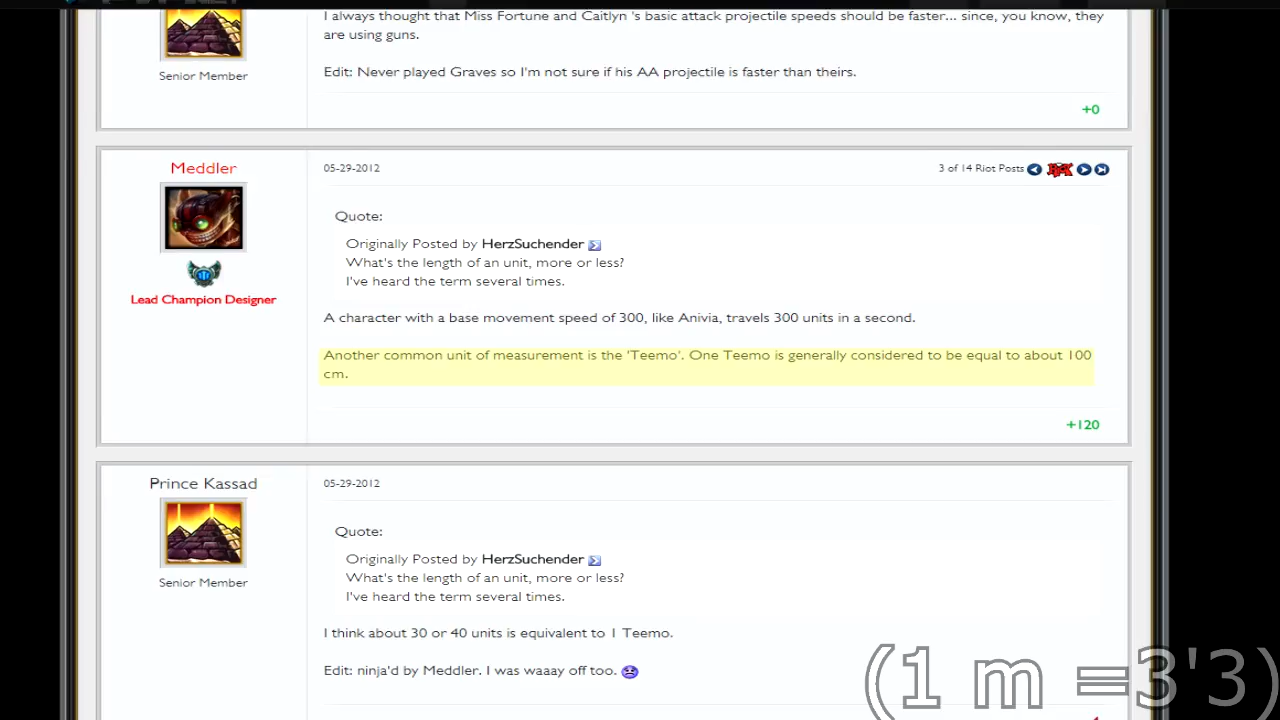 I always thought that Miss Fortune and Caitlyn 's basic attack projectile speeds should be faster... since, you know, they
are using guns.
Senior Member
Edit: Never played Graves so I'm not sure if his AA projectile is faster than theirs.
+0
Meddler
05-29-2012
3 of 14 Riot Posts
Quote:
Originally Posted by HerzSuchender
What's the length of an unit, more or less?
I've heard the term several times.
Lead Champion Designer
A character with a base movement speed of 300, like Anivia, travels 300 units in a second.
Another common unit of measurement is the 'Teemo'. One Teemo is generally considered to be equal to about 100
cm.
+120
Prince Kassad
05-29-2012
Quote:
Originally Posted by HerzSuchender
What's the length of an unit, more or less?
I've heard the term several times.
Senior Member
I think about 30 or 40 units is equivalent to 1 Teemo.
Edit: ninja'd by Meddler. I was waaay off too.
(1 m =3'3)